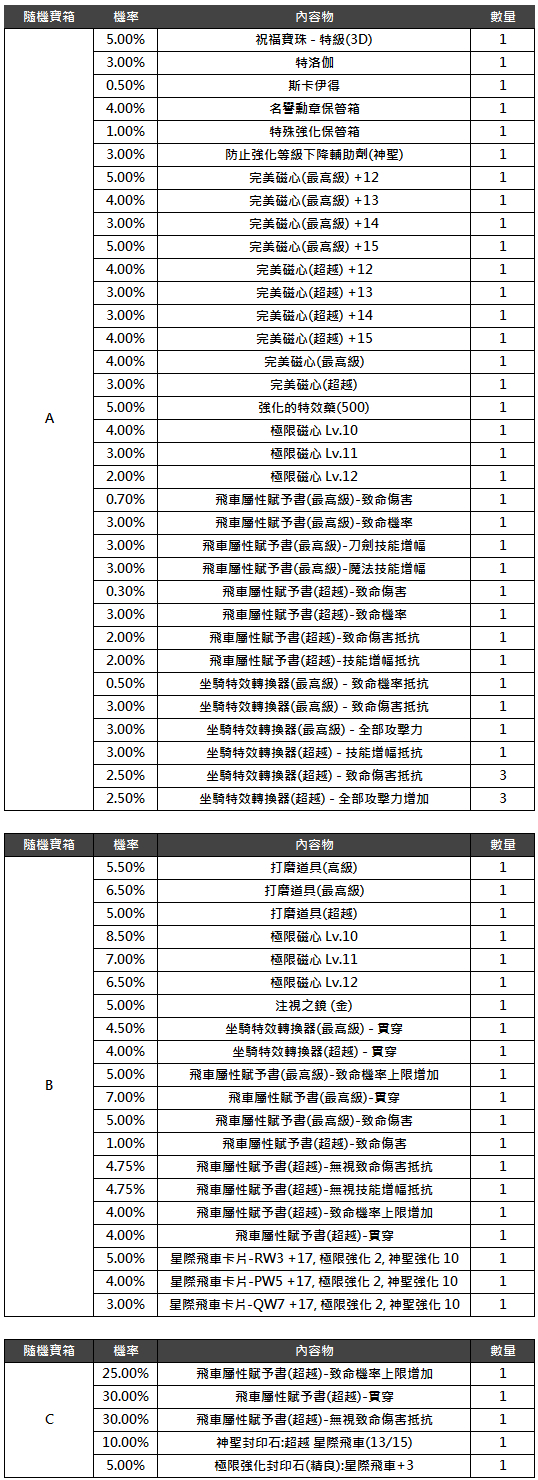 隨機寶箱 機率 內容物 數量
5.00% 祝福寶珠 - 特級(3D) 1
3.00% 特洛伽 1
0.50% 斯卡伊得 1
4.00% 名譽勳章保管箱 1
1.00% 特殊強化保管箱 1
3.00% 防止強化等級下降輔助劑(神聖) 1
5.00% 完美磁心(最高級) +12 1
4.00% 完美磁心(最高級) +13 1
3.00% 完美磁心(最高級) +14 1
5.00% 完美磁心(最高級) +15 1
4.00% 完美磁心(超越) +12 1
3.00% 完美磁心(超越) +13 1
3.00% 完美磁心(超越) +14 1
4.00% 完美磁心(超越) +15 1
4.00% 完美磁心(最高級) 1
3.00% 完美磁心(超越) 1
5.00% 強化的特效藥(500) 1
A
4.00% 極限磁心 Lv.10 1
3.00% 極限磁心 Lv.11 1
2.00% 極限磁心 Lv.12 1
0.70% 飛車屬性賦予書(最高級)-致命傷害 1
3.00% 飛車屬性賦予書(最高級)-致命機率 1
3.00% 飛車屬性賦予書(最高級)-刀劍技能增幅 1
3.00% 飛車屬性賦予書(最高級)-魔法技能增幅 1
0.30% 飛車屬性賦予書(超越)-致命傷害 1
3.00% 飛車屬性賦予書(超越)-致命機率 1
2.00% 飛車屬性賦予書(超越)-致命傷害抵抗 1
2.00% 飛車屬性賦予書(超越)-技能增幅抵抗 1
0.50% 坐騎特效轉換器(最高級) - 致命機率抵抗 1
3.00% 坐騎特效轉換器(最高級) - 致命傷害抵抗 1
3.00% 坐騎特效轉換器(最高級) - 全部攻擊力 1
3.00% 坐騎特效轉換器(超越) - 技能增幅抵抗 1
2.50% 坐騎特效轉換器(超越) - 致命傷害抵抗 3
2.50% 坐騎特效轉換器(超越) - 全部攻擊力增加 3
隨機寶箱 機率 內容物 數量
5.50% 打磨道具(高級) 1
6.50% 打磨道具(最高級) 1
5.00% 打磨道具(超越) 1
8.50% 極限磁心 Lv.10 1
7.00% 極限磁心 Lv.11 1
6.50% 極限磁心 Lv.12 1
5.00% 注視之鏡 (金) 1
4.50% 坐騎特效轉換器(最高級) - 貫穿 1
4.00% 坐騎特效轉換器(超越) - 貫穿 1
5.00% 飛車屬性賦予書(最高級)-致命機率上限增加 1
B
7.00% 飛車屬性賦予書(最高級)-貫穿 1
5.00% 飛車屬性賦予書(最高級)-致命傷害 1
1.00% 飛車屬性賦予書(超越)-致命傷害 1
4.75% 飛車屬性賦予書(超越)-無視致命傷害抵抗 1
4.75% 飛車屬性賦予書(超越)-無視技能增幅抵抗 1
4.00% 飛車屬性賦予書(超越)-致命機率上限增加 1
4.00% 飛車屬性賦予書(超越)-貫穿 1
5.00% 星際飛車卡片-RW3 +17, 極限強化 2, 神聖強化 10 1
4.00% 星際飛車卡片-PW5 +17, 極限強化 2, 神聖強化 10 1
3.00% 星際飛車卡片-QW7 +17, 極限強化 2, 神聖強化 10 1
隨機寶箱 機率 內容物 數量
25.00% 飛車屬性賦予書(超越)-致命機率上限增加 1
30.00% 飛車屬性賦予書(超越)-貫穿 1
C 30.00% 飛車屬性賦予書(超越)-無視致命傷害抵抗 1
10.00% 神聖封印石:超越 星際飛車(13/15) 1
5.00% 極限強化封印石(精良):星際飛車+3 1